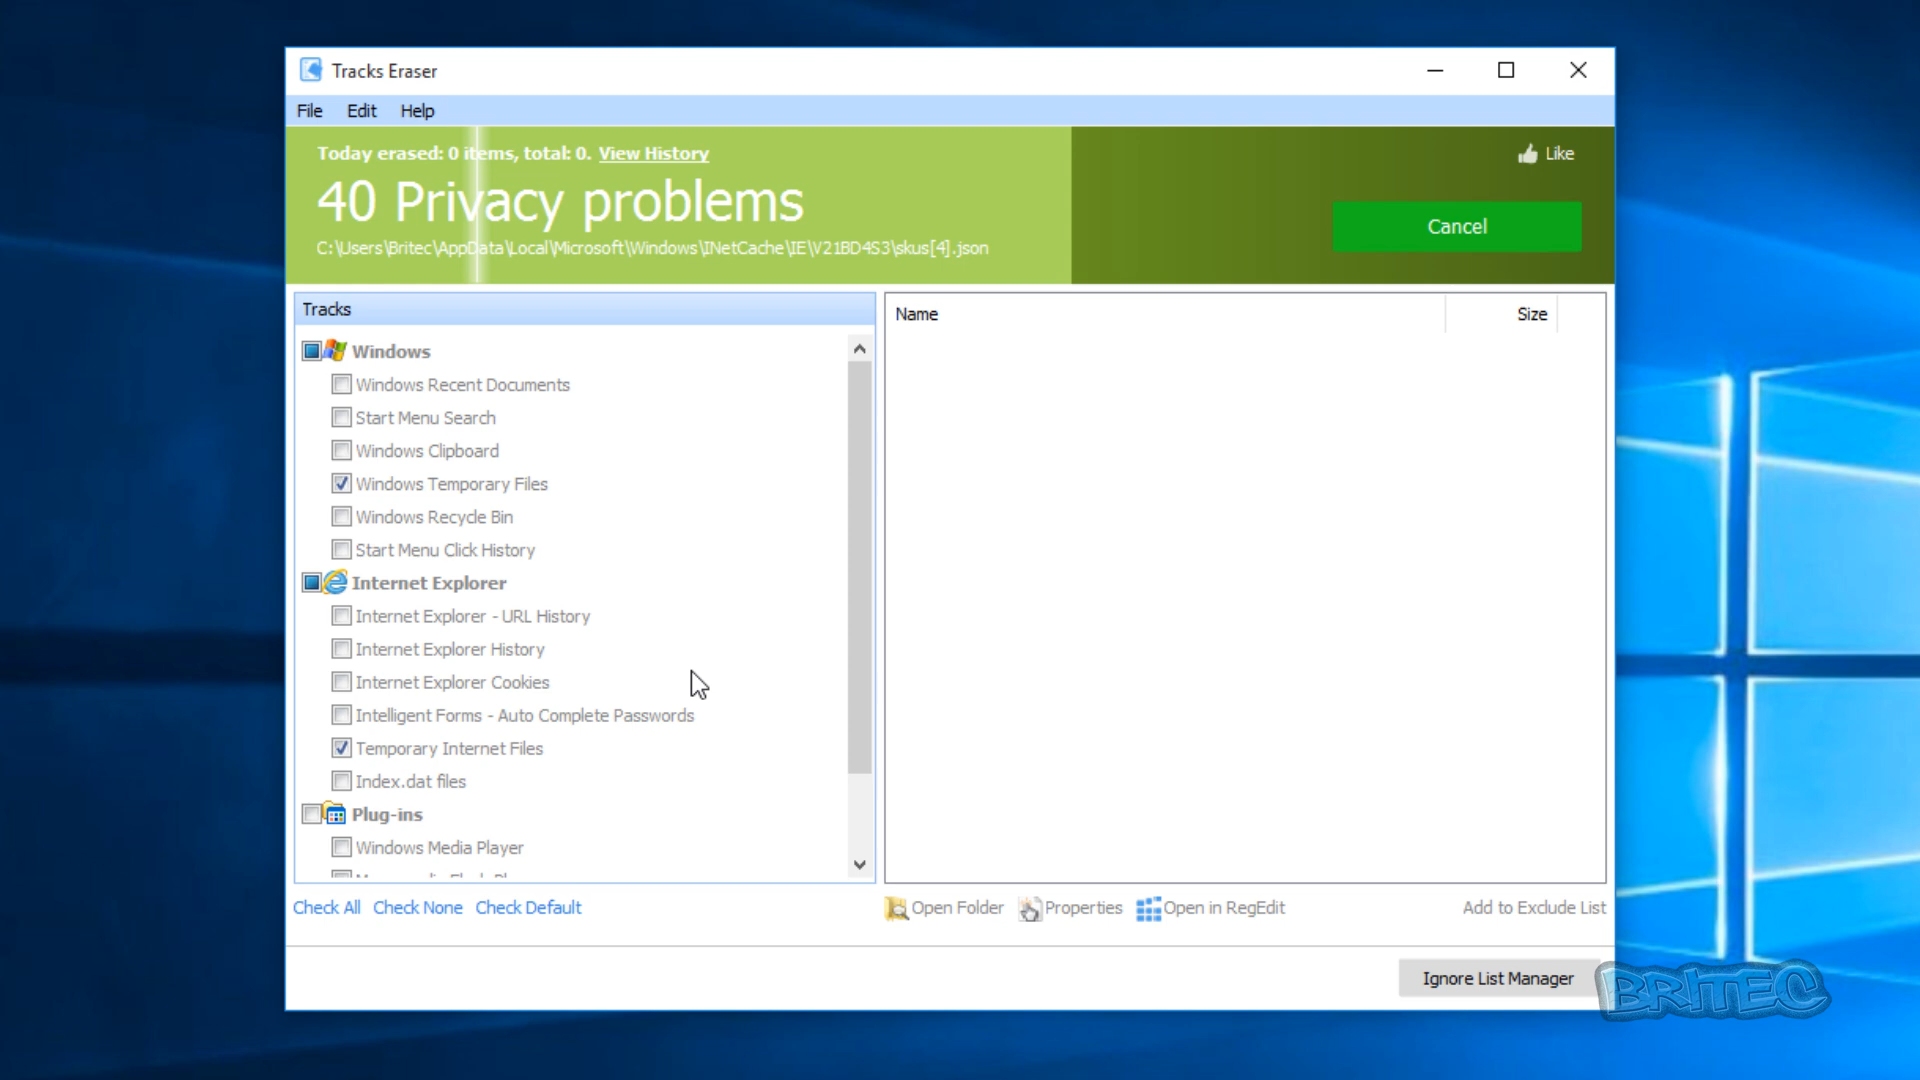 Tracks Eraser
File Edit Help
Today erased: 0 items, total: 0. View History
40 Privacy problems
C:\Users\Britec\AppData\Local\Microsoft\Windows\INetCache\IE\V21BD4S3\skus[4].json
Like
Cancel
Tracks
Windows
Windows Recent Documents
Start Menu Search
Windows Clipboard
Windows Temporary Files
Windows Recycle Bin
Start Menu Click History
Internet Explorer
Internet Explorer - URL History
Internet Explorer History
Internet Explorer Cookies
Intelligent Forms - Auto Complete Passwords
Temporary Internet Files
Index.dat files
Plug-ins
Windows Media Player
Check All Check None Check Default
Name Size
Open Folder Properties Open in RegEdit Add to Exclude List
Ignore List Manager
BRITEC